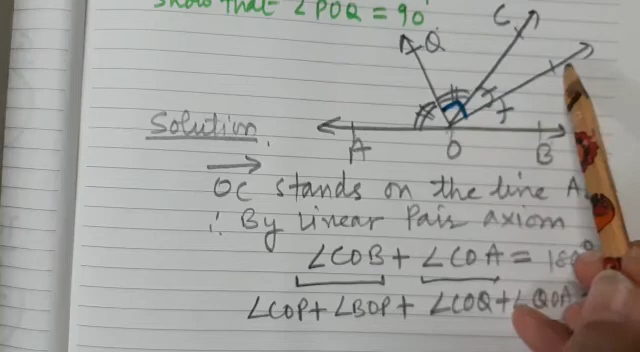 Show that ∠POQ = 90°
C
Q
A O B
Solution.
OC stands on the line A
∴ By Linear Pair axiom
∠COB + ∠COA = 180°
∠COP + ∠BOP + ∠COQ + ∠QOA